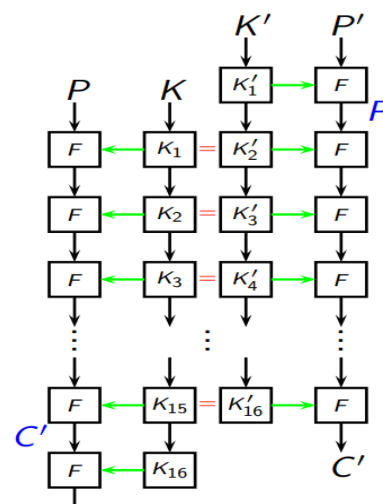 K′ P′
P K K′₁ F
P
F K₁ = K′₂ F
F K₂ = K′₃ F
F K₃ = K′₄ F
⋮ ⋮ ⋮
F K₁₅ = K′₁₆ F
C′
F K₁₆ C′